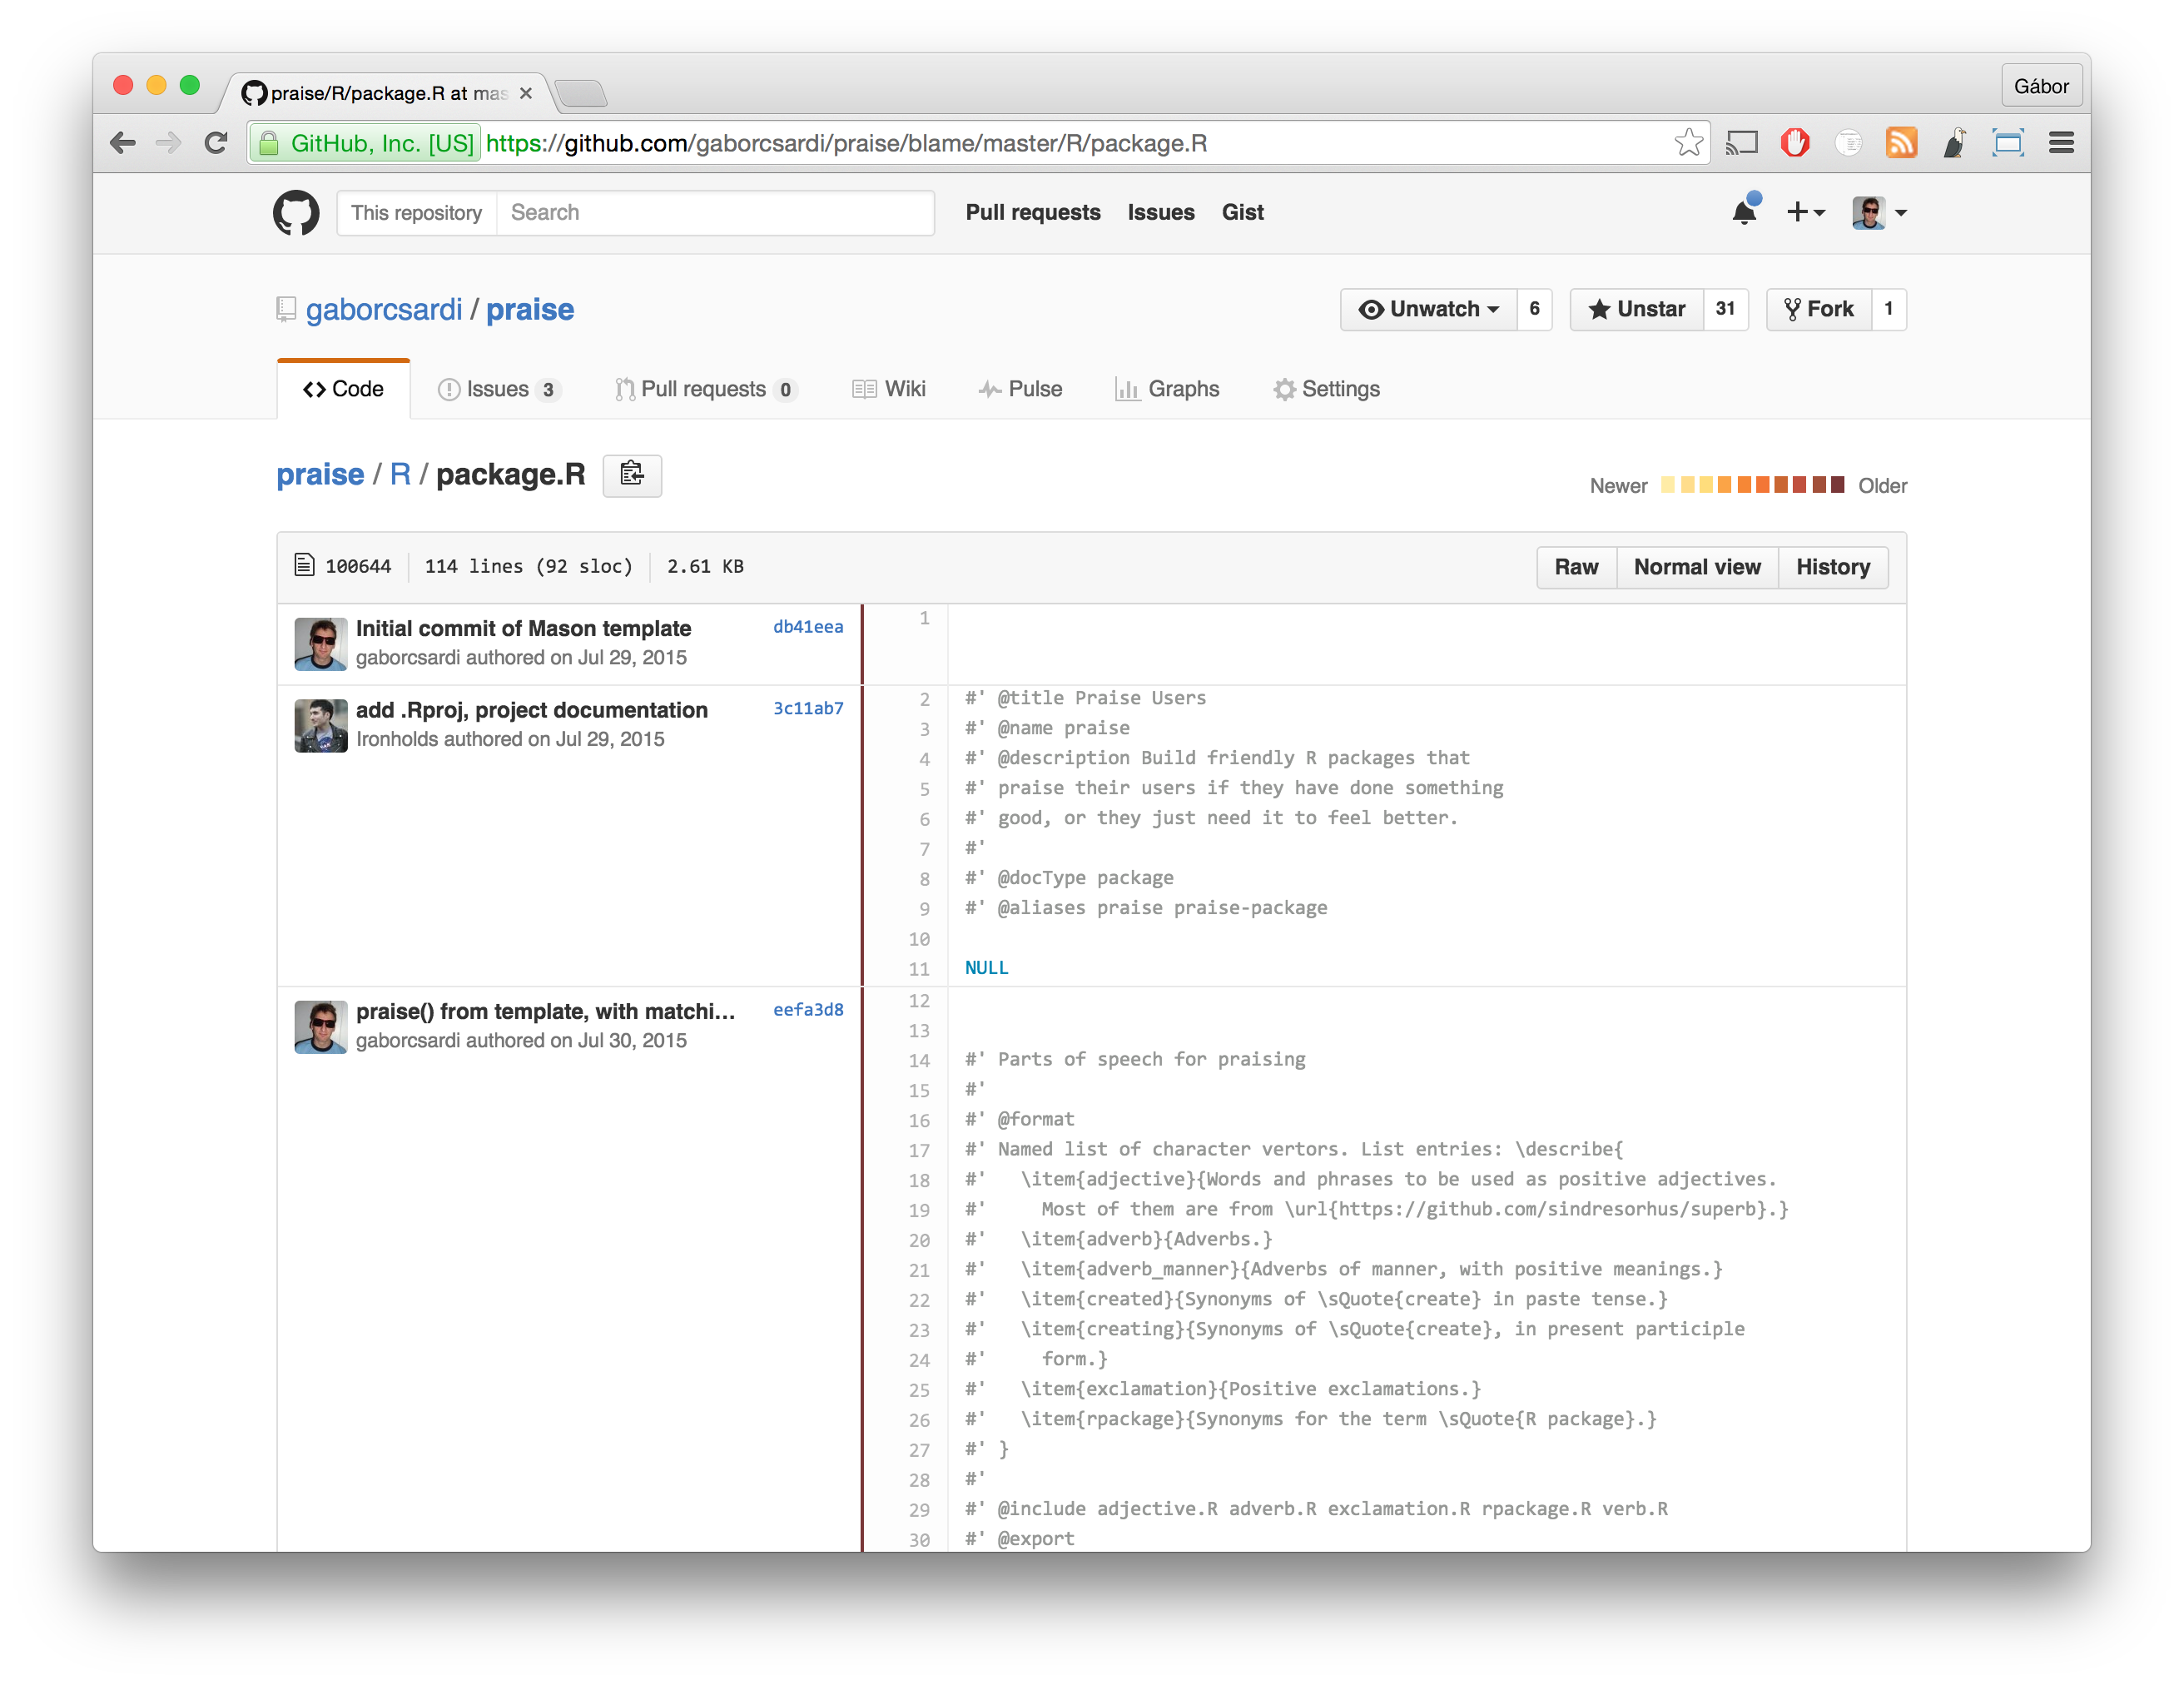 praise/R/package.R at mas
Gábor
GitHub, Inc. [US] https://github.com/gaborcsardi/praise/blame/master/R/package.R
This repository Search Pull requests Issues Gist
gaborcsardi / praise Unwatch 6 Unstar 31 Fork 1
Code Issues 3 Pull requests 0 Wiki Pulse Graphs Settings
praise / R / package.R Newer Older
100644 114 lines (92 sloc) 2.61 KB Raw Normal view History
Initial commit of Mason template db41eea
gaborcsardi authored on Jul 29, 2015
1
add .Rproj, project documentation 3c11ab7
Ironholds authored on Jul 29, 2015
2 #' @title Praise Users
3 #' @name praise
4 #' @description Build friendly R packages that
5 #' praise their users if they have done something
6 #' good, or they just need it to feel better.
7 #'
8 #' @docType package
9 #' @aliases praise praise-package
10
11 NULL
praise() from template, with matchi… eefa3d8
gaborcsardi authored on Jul 30, 2015
12
13
14 #' Parts of speech for praising
15 #'
16 #' @format
17 #' Named list of character vertors. List entries: \describe{
18 #'   \item{adjective}{Words and phrases to be used as positive adjectives.
19 #'     Most of them are from \url{https://github.com/sindresorhus/superb}.}
20 #'   \item{adverb}{Adverbs.}
21 #'   \item{adverb_manner}{Adverbs of manner, with positive meanings.}
22 #'   \item{created}{Synonyms of \sQuote{create} in paste tense.}
23 #'   \item{creating}{Synonyms of \sQuote{create}, in present participle
24 #'     form.}
25 #'   \item{exclamation}{Positive exclamations.}
26 #'   \item{rpackage}{Synonyms for the term \sQuote{R package}.}
27 #' }
28 #'
29 #' @include adjective.R adverb.R exclamation.R rpackage.R verb.R
30 #' @export